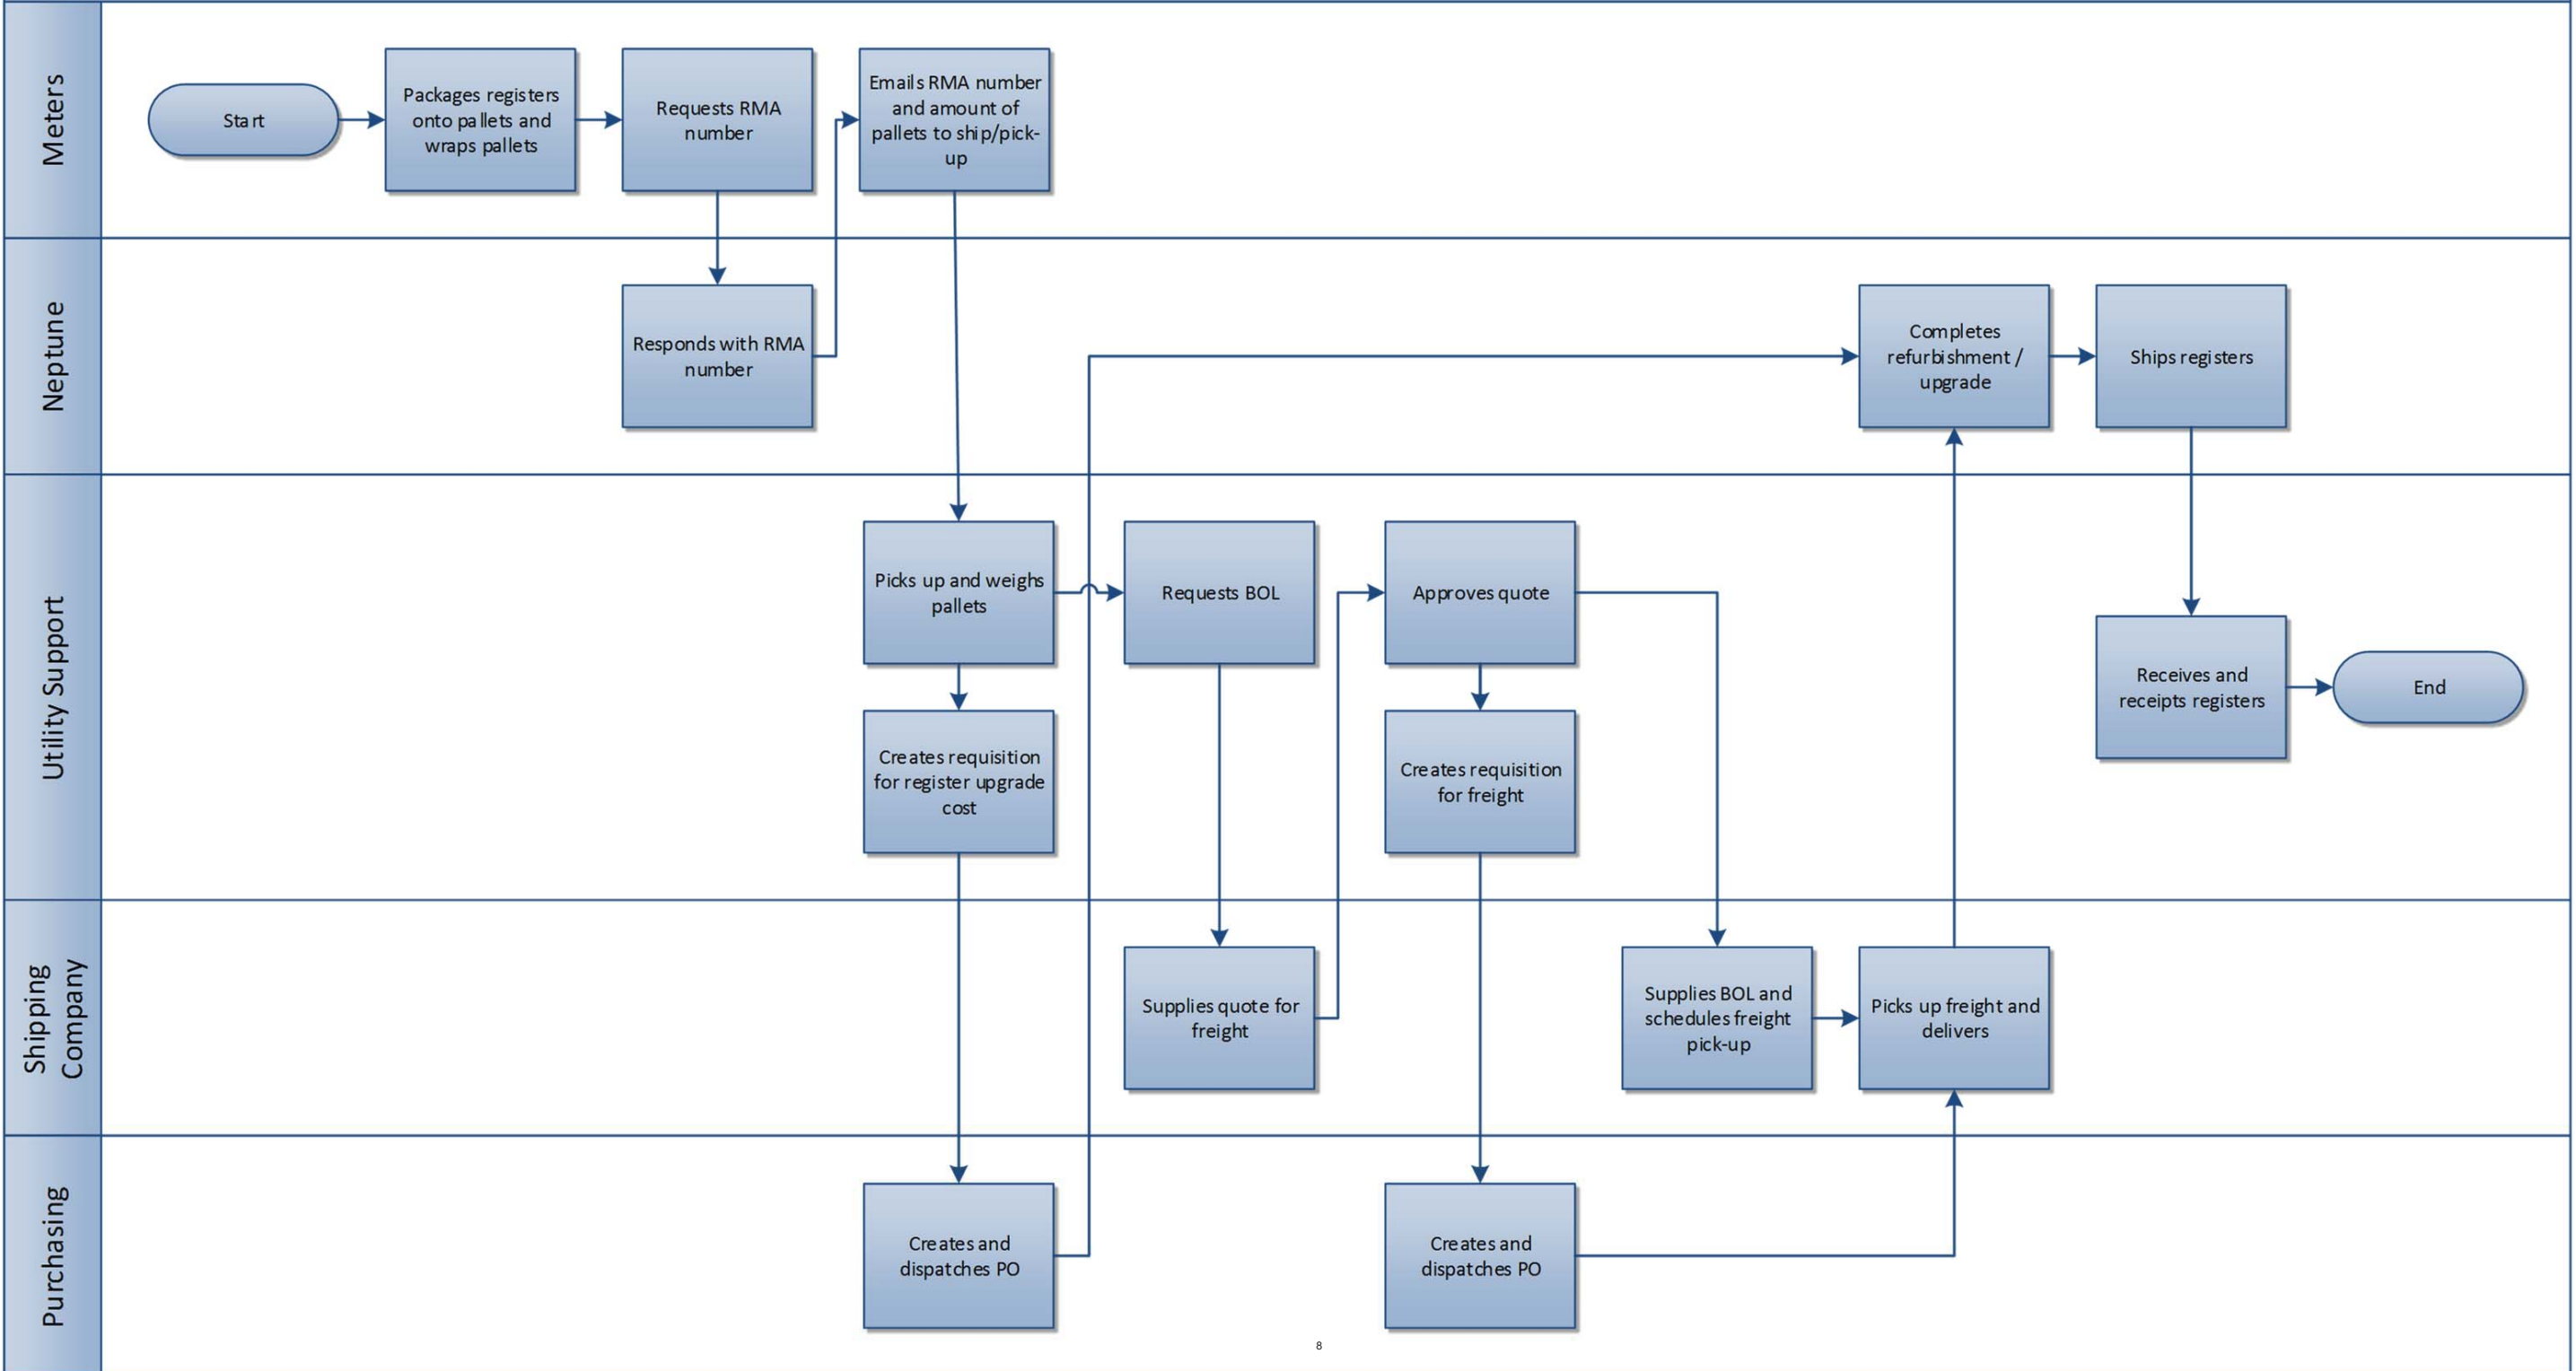 Meters
Start
Packages registers
onto pallets and
wraps pallets
Requests RMA
number
Emails RMA number
and amount of
pallets to ship/pick-
up
Neptune
Responds with RMA
number
Completes
refurbishment /
upgrade
Ships registers
Utility Support
Picks up and weighs
pallets
Requests BOL
Approves quote
Creates requisition
for register upgrade
cost
Creates requisition
for freight
Receives and
receipts registers
End
Shipping
Company
Supplies quote for
freight
Supplies BOL and
schedules freight
pick-up
Picks up freight and
delivers
Purchasing
Creates and
dispatches PO
Creates and
dispatches PO
8